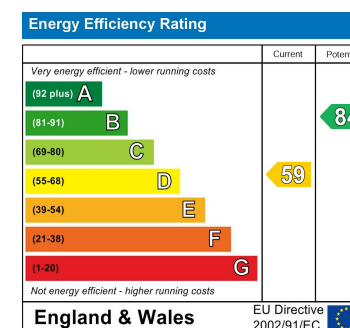 Energy Efficiency Rating
Current
Very energy efficient - lower running costs
(92 plus) A
(81-91) B
84
(69-80) C
(55-68) D
59
(39-54) E
(21-38) F
(1-20) G
Not energy efficient - higher running costs
England & Wales
EU Directive
2002/91/EC